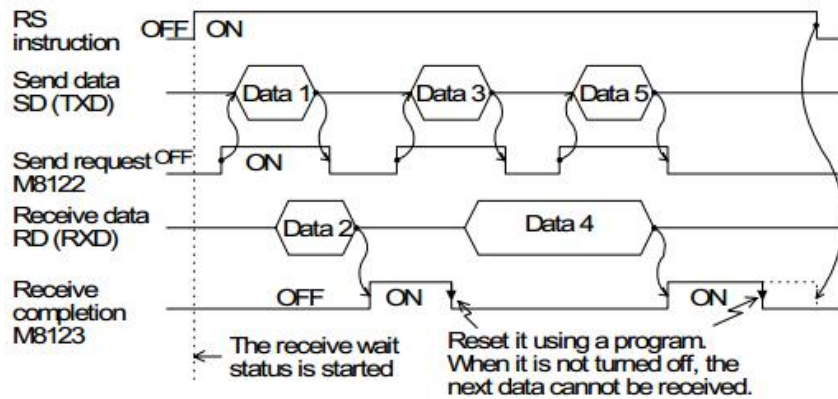 RS
instruction
OFF
ON
Send data
SD (TXD)
Data 1
Data 3
Data 5
Send request
M8122
OFF
ON
Receive data
RD (RXD)
Data 2
Data 4
Receive
completion
M8123
OFF
ON
ON
The receive wait
status is started
Reset it using a program.
When it is not turned off, the
next data cannot be received.